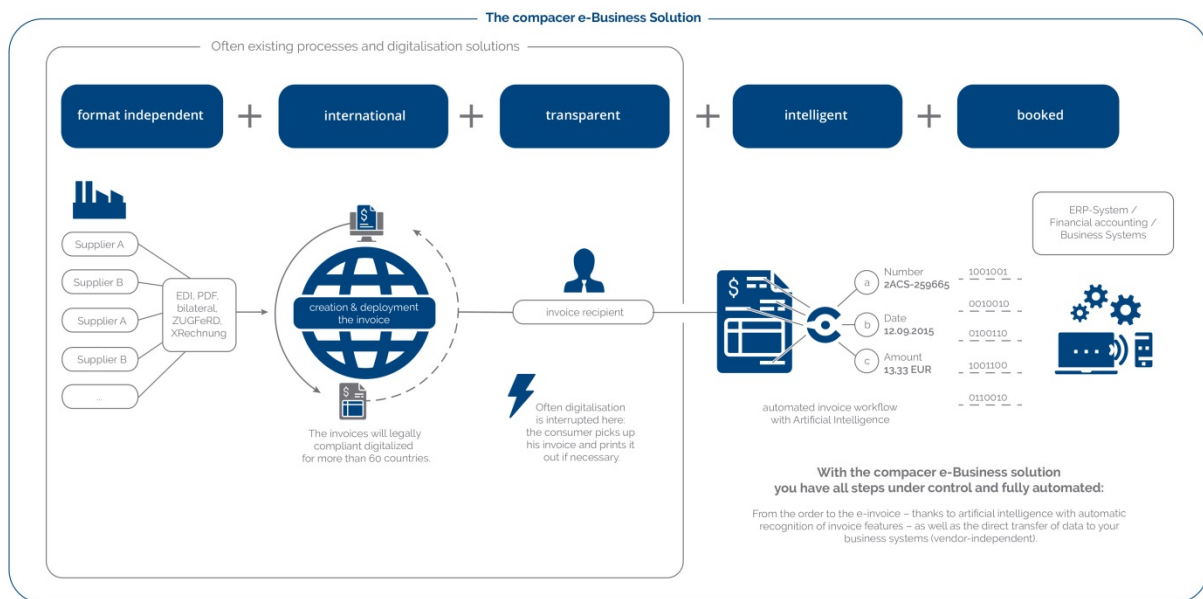 The compacer e-Business Solution
Often existing processes and digitalisation solutions
format independent
+
international
+
transparent
+
intelligent
+
booked
Supplier A
Supplier B
Supplier A
Supplier B
...
EDI, PDF,
bilateral,
ZUGFeRD,
XRechnung
$
creation & deployment
the invoice
$
The invoices will legally
compliant digitalized
for more than 60 countries.
invoice recipient
Often digitalisation
is interrupted here:
the consumer picks up
his invoice and prints it
out if necessary.
$
a
Number
2ACS-259665
b
Date
12.09.2015
c
Amount
13.33 EUR
automated invoice workflow
with Artificial Intelligence
1001001
0010010
0100110
1001100
0110010
ERP-System /
Financial accounting /
Business Systems
With the compacer e-Business solution
you have all steps under control and fully automated:
From the order to the e-invoice – thanks to artificial intelligence with automatic
recognition of invoice features – as well as the direct transfer of data to your
business systems (vendor-independent).